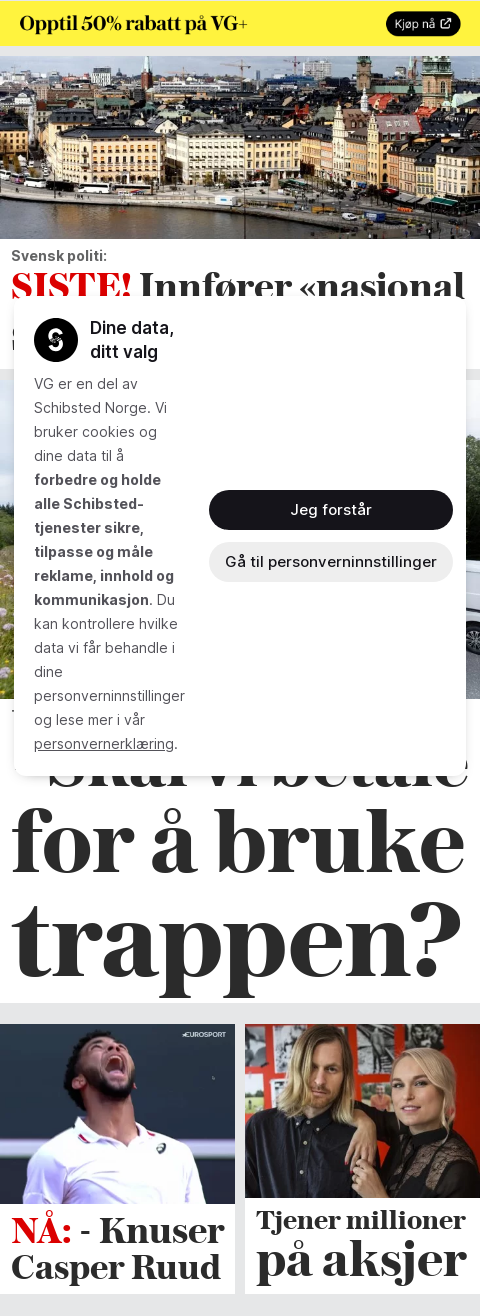 Opptil 50% rabatt på VG+
Kjøp nå
Svensk politi:
SISTE! Innfører «nasjonal
Dine data,
ditt valg
VG er en del av
Schibsted Norge. Vi
bruker cookies og
dine data til å
forbedre og holde
alle Schibsted-
tjenester sikre,
tilpasse og måle
reklame, innhold og
kommunikasjon. Du
kan kontrollere hvilke
data vi får behandle i
dine
personverninnstillinger
og lese mer i vår
personvernerklæring.
Jeg forstår
Gå til personverninnstillinger
Skal vi betale
for å bruke
trappen?
EUROSPORT
NÅ: - Knuser
Casper Ruud
Tjener millioner
på aksjer